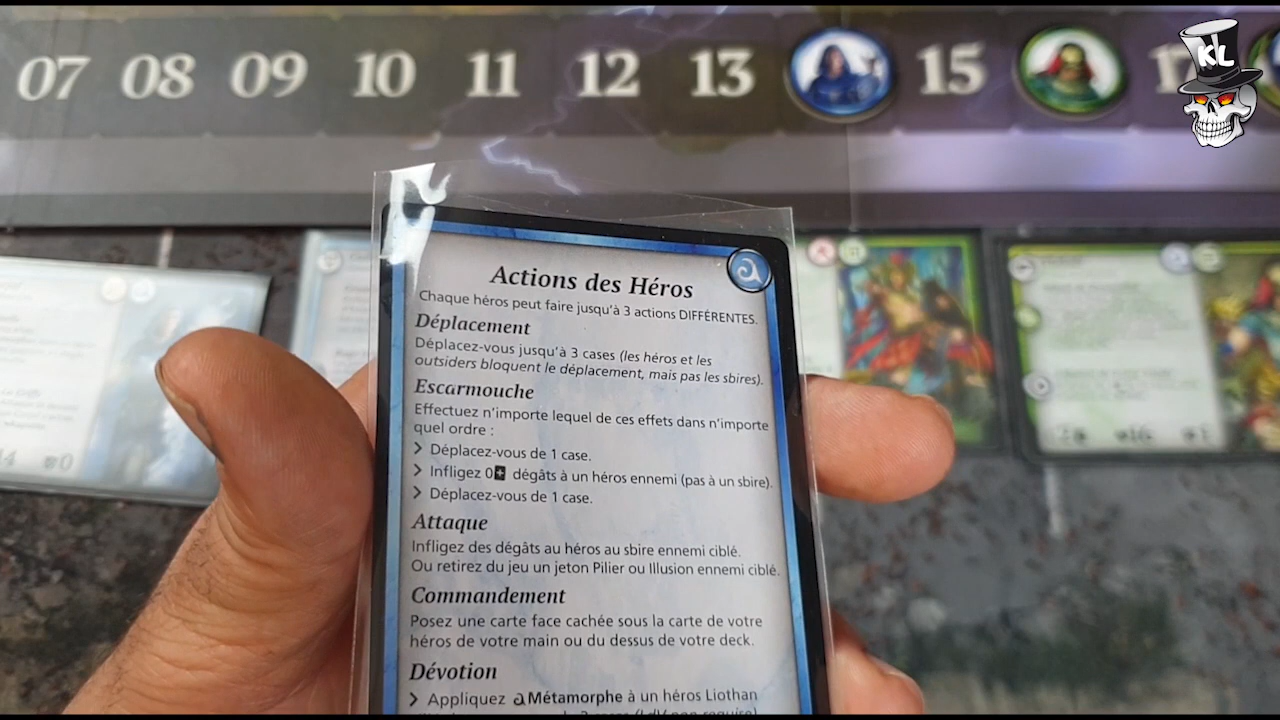 07 08 09 10 11 12 13 15
KL
Actions des Héros
Chaque héros peut faire jusqu'à 3 actions DIFFÉRENTES.
Déplacement
Déplacez-vous jusqu'à 3 cases (les héros et les
outsiders bloquent le déplacement, mais pas les sbires).
Escarmouche
Effectuez n'importe lequel de ces effets dans n'importe
quel ordre :
> Déplacez-vous de 1 case.
> Infligez 0+ dégâts à un héros ennemi (pas à un sbire).
> Déplacez-vous de 1 case.
Attaque
Infligez des dégâts au héros au sbire ennemi ciblé.
Ou retirez du jeu un jeton Pilier ou Illusion ennemi ciblé.
Commandement
Posez une carte face cachée sous la carte de votre
héros de votre main ou du dessus de votre deck.
Dévotion
> Appliquez Métamorphe à un héros Liothan